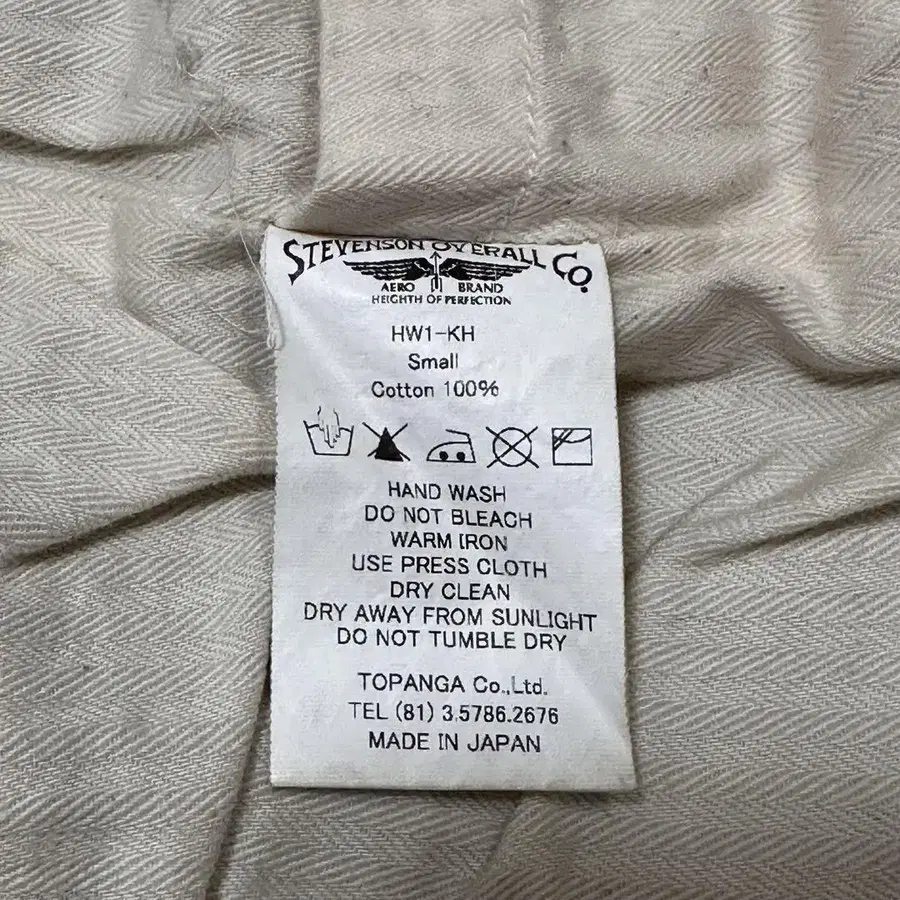 STEVENSON OVERALL CO.
AERO BRAND
HEIGHTH OF PERFECTION
HW1-KH
Small
Cotton 100%
HAND WASH
DO NOT BLEACH
WARM IRON
USE PRESS CLOTH
DRY CLEAN
DRY AWAY FROM SUNLIGHT
DO NOT TUMBLE DRY
TOPANGA Co.,Ltd.
TEL (81) 3.5786.2676
MADE IN JAPAN